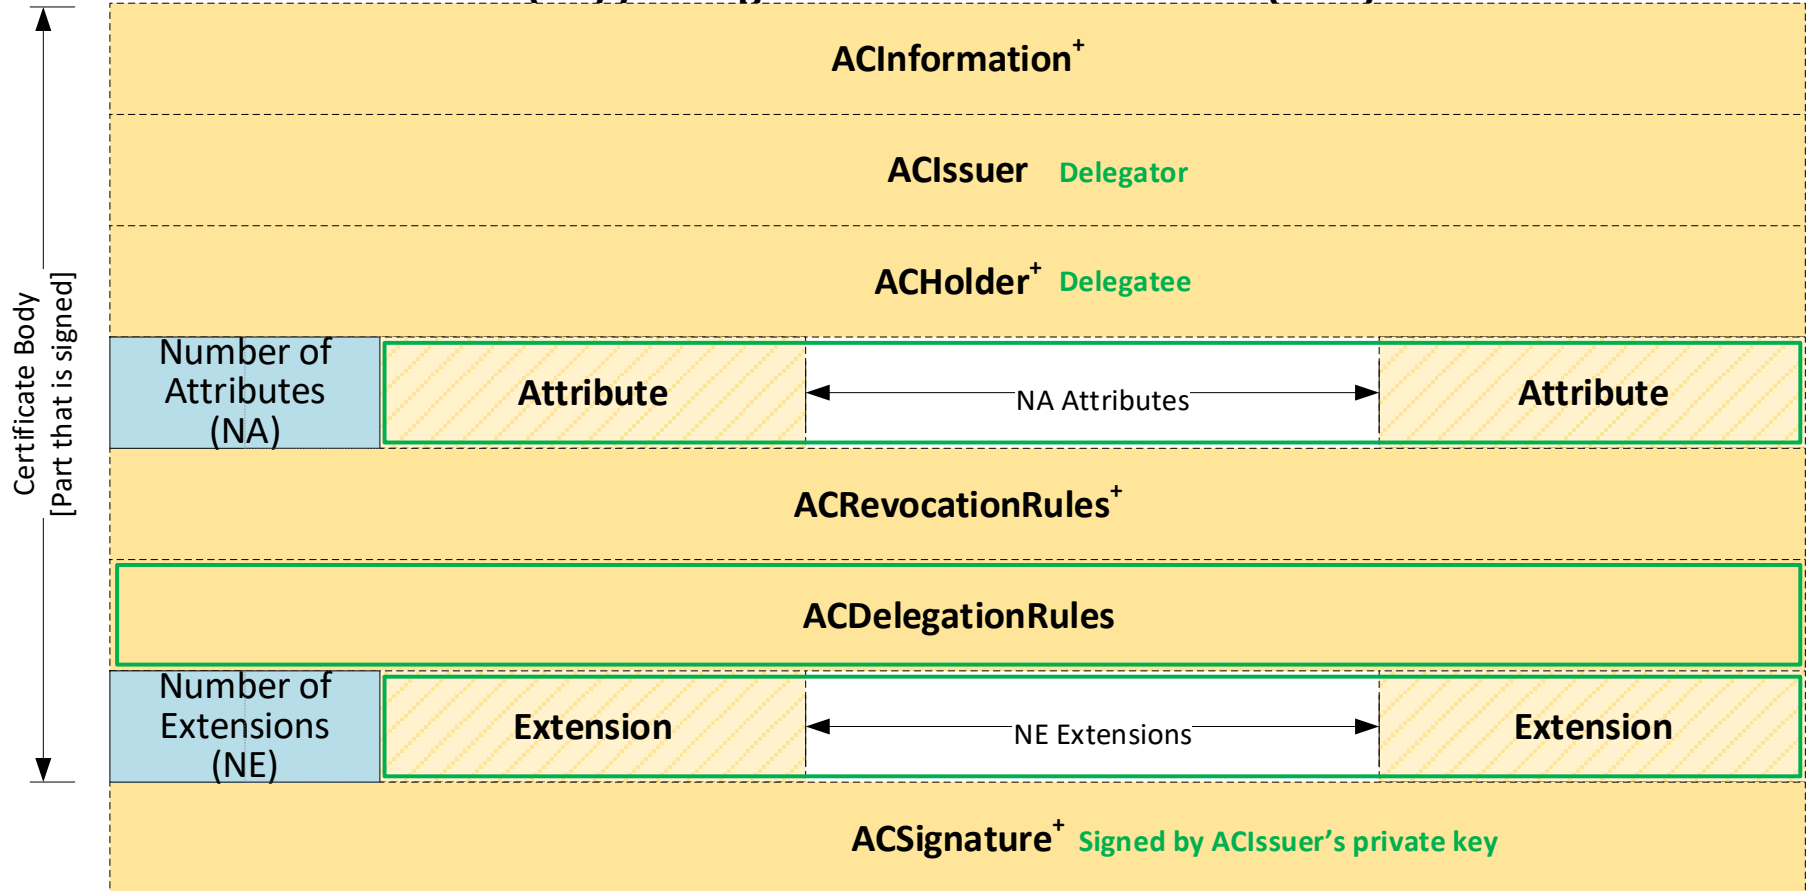 ACInformation+
ACIssuer Delegator
ACHolder+ Delegatee
Certificate Body
[Part that is signed]
Number of
Attributes
(NA)
Attribute
NA Attributes
Attribute
ACRevocationRules+
ACDelegationRules
Number of
Extensions
(NE)
Extension
NE Extensions
Extension
ACSignature+ Signed by ACIssuer's private key